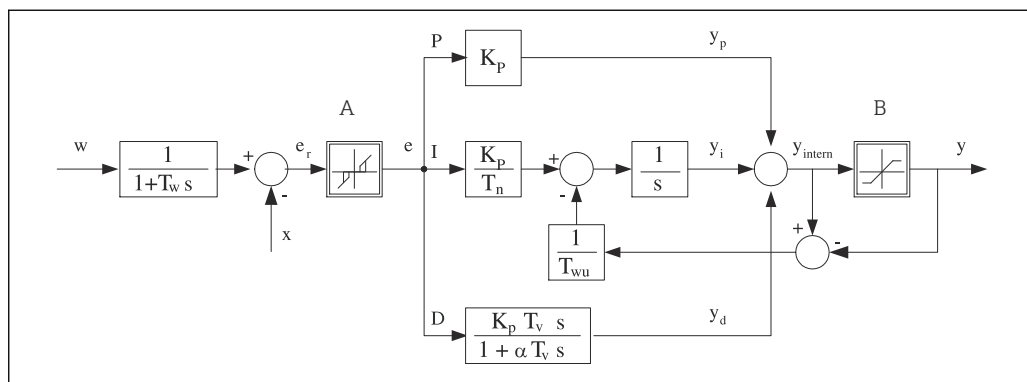 P
y_p
K_P
A
B
w
1
1+T_w s
+
-
e_r
e
I
K_P
T_n
+
-
1
s
y_i
y_intern
y
x
1
T_wu
+
-
D
K_p T_v s
1 + α T_v s
y_d